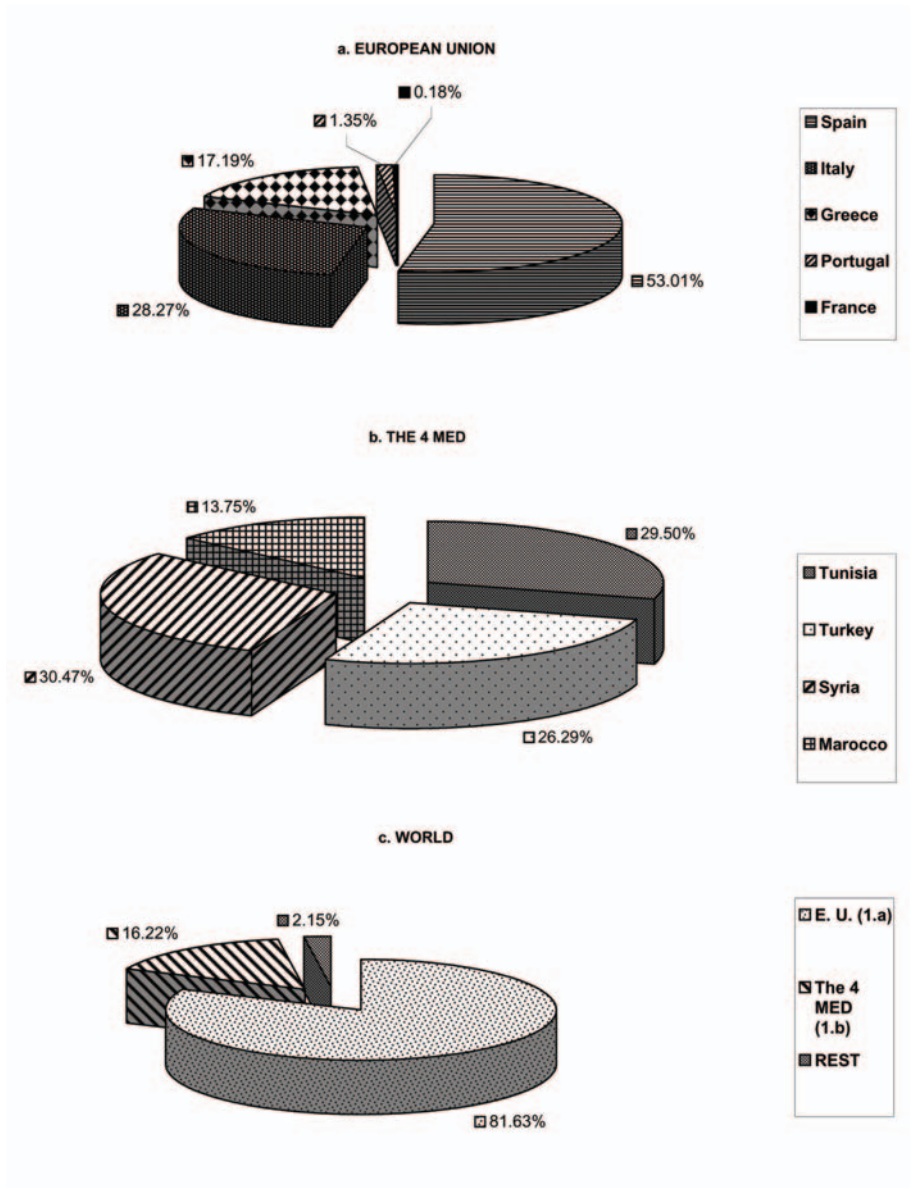 a. EUROPEAN UNION
0.18%
1.35%
17.19%
53.01%
28.27%
Spain
Italy
Greece
Portugal
France
b. THE 4 MED
13.75%
29.50%
30.47%
26.29%
Tunisia
Turkey
Syria
Marocco
c. WORLD
2.15%
16.22%
81.63%
E. U. (1.a)
The 4
MED
(1.b)
REST